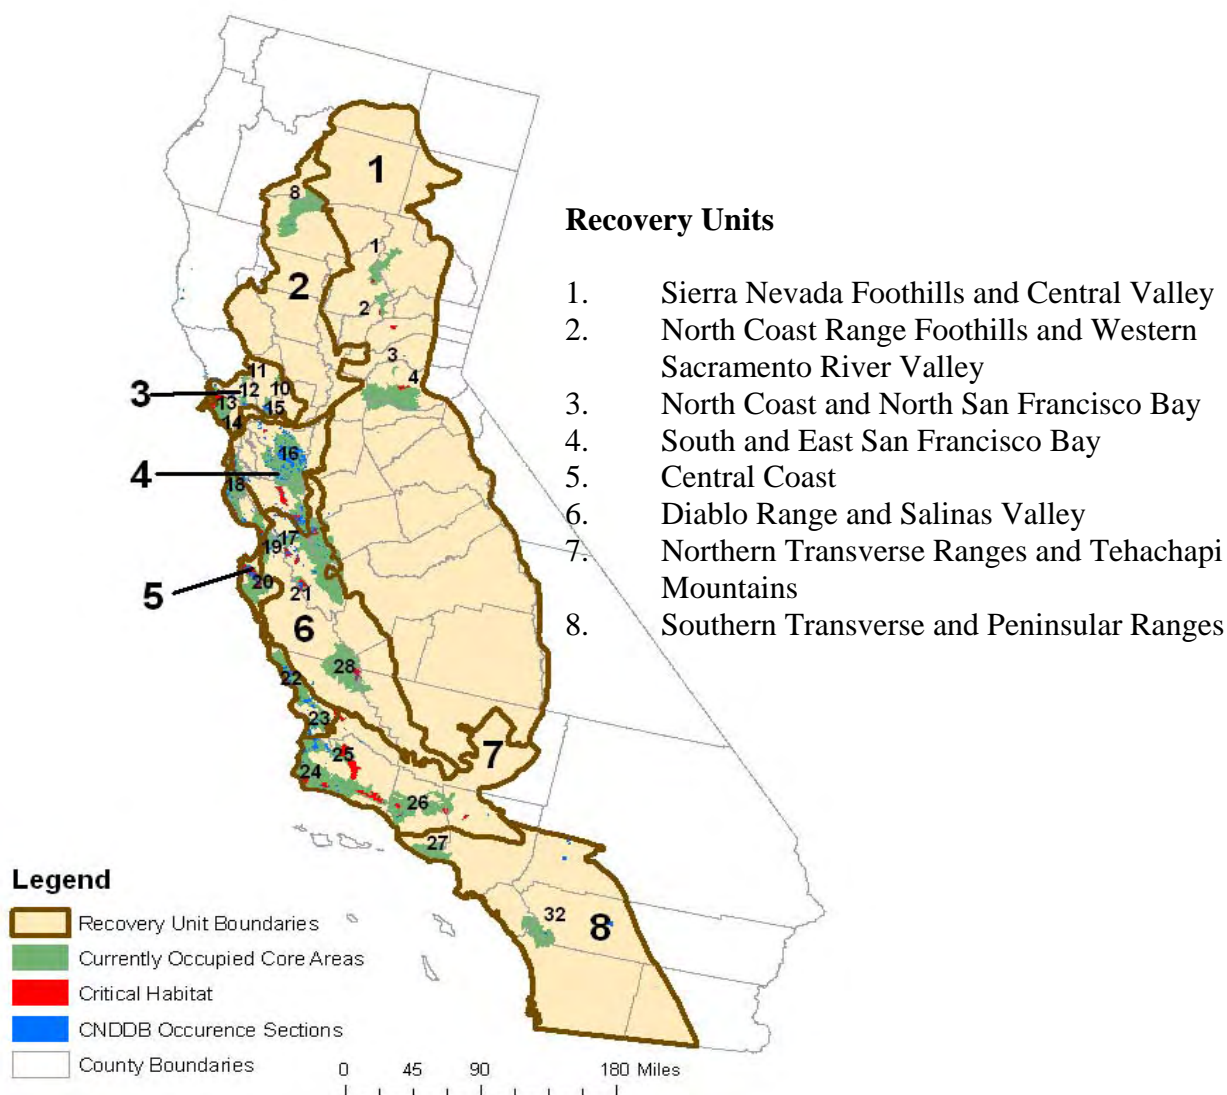 1
8
1
2
2
3
4
11
12
10
3
13
15
14
16
4
18
17
19
5
20
21
6
28
22
23
7
25
24
26
27
32
8
Recovery Units
1. Sierra Nevada Foothills and Central Valley
2. North Coast Range Foothills and Western
Sacramento River Valley
3. North Coast and North San Francisco Bay
4. South and East San Francisco Bay
5. Central Coast
6. Diablo Range and Salinas Valley
7. Northern Transverse Ranges and Tehachapi
Mountains
8. Southern Transverse and Peninsular Ranges
Legend
Recovery Unit Boundaries
Currently Occupied Core Areas
Critical Habitat
CNDDB Occurence Sections
County Boundaries
0 45 90 180 Miles